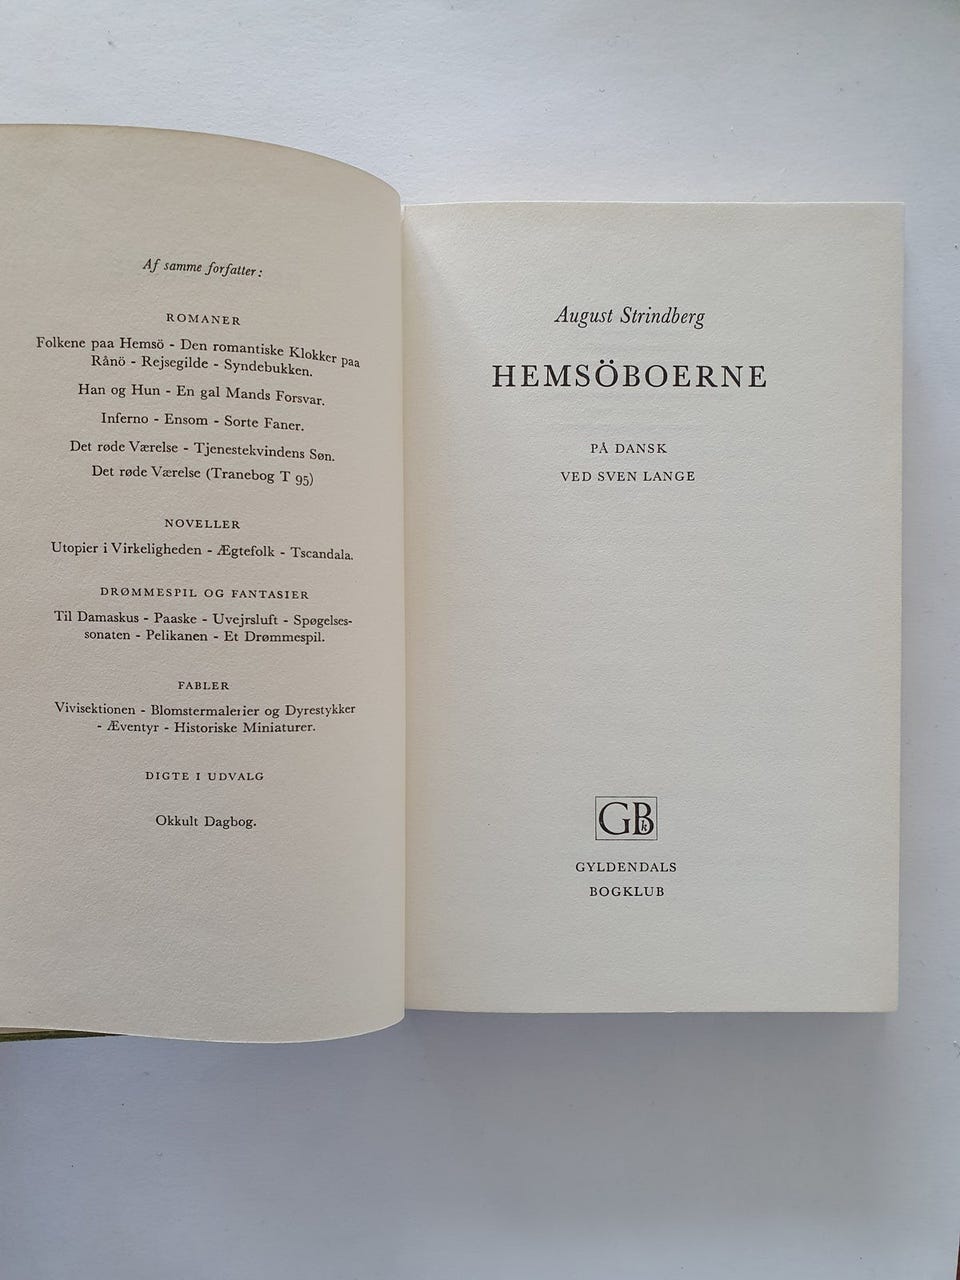 Af samme forfatter:
ROMANER
Folkene paa Hemsö - Den romantiske Klokker paa
Rånö - Rejsegilde - Syndebukken.
Han og Hun - En gal Mands Forsvar.
Inferno - Ensom - Sorte Faner.
Det røde Værelse - Tjenestekvindens Søn.
Det røde Værelse (Tranebog T 95)
NOVELLER
Utopier i Virkeligheden - Ægtefolk - Tscandala.
DRØMMESPIL OG FANTASIER
Til Damaskus - Paaske - Uvejrsluft - Spøgelses-
sonaten - Pelikanen - Et Drømmespil.
FABLER
Vivisektionen - Blomstermalerier og Dyrestykker
- Æventyr - Historiske Miniaturer.
DIGTE I UDVALG
Okkult Dagbog.
August Strindberg
HEMSÖBOERNE
PÅ DANSK
VED SVEN LANGE
GBk
GYLDENDALS
BOGKLUB